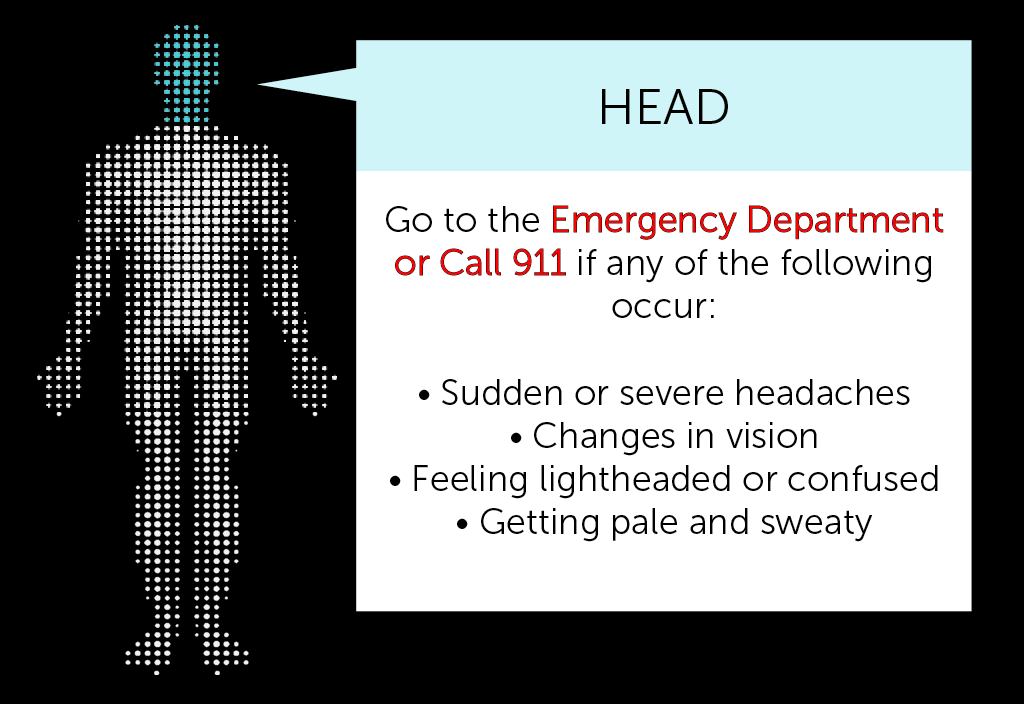 HEAD
Go to the Emergency Department
or Call 911 if any of the following
occur:
• Sudden or severe headaches
• Changes in vision
• Feeling lightheaded or confused
• Getting pale and sweaty